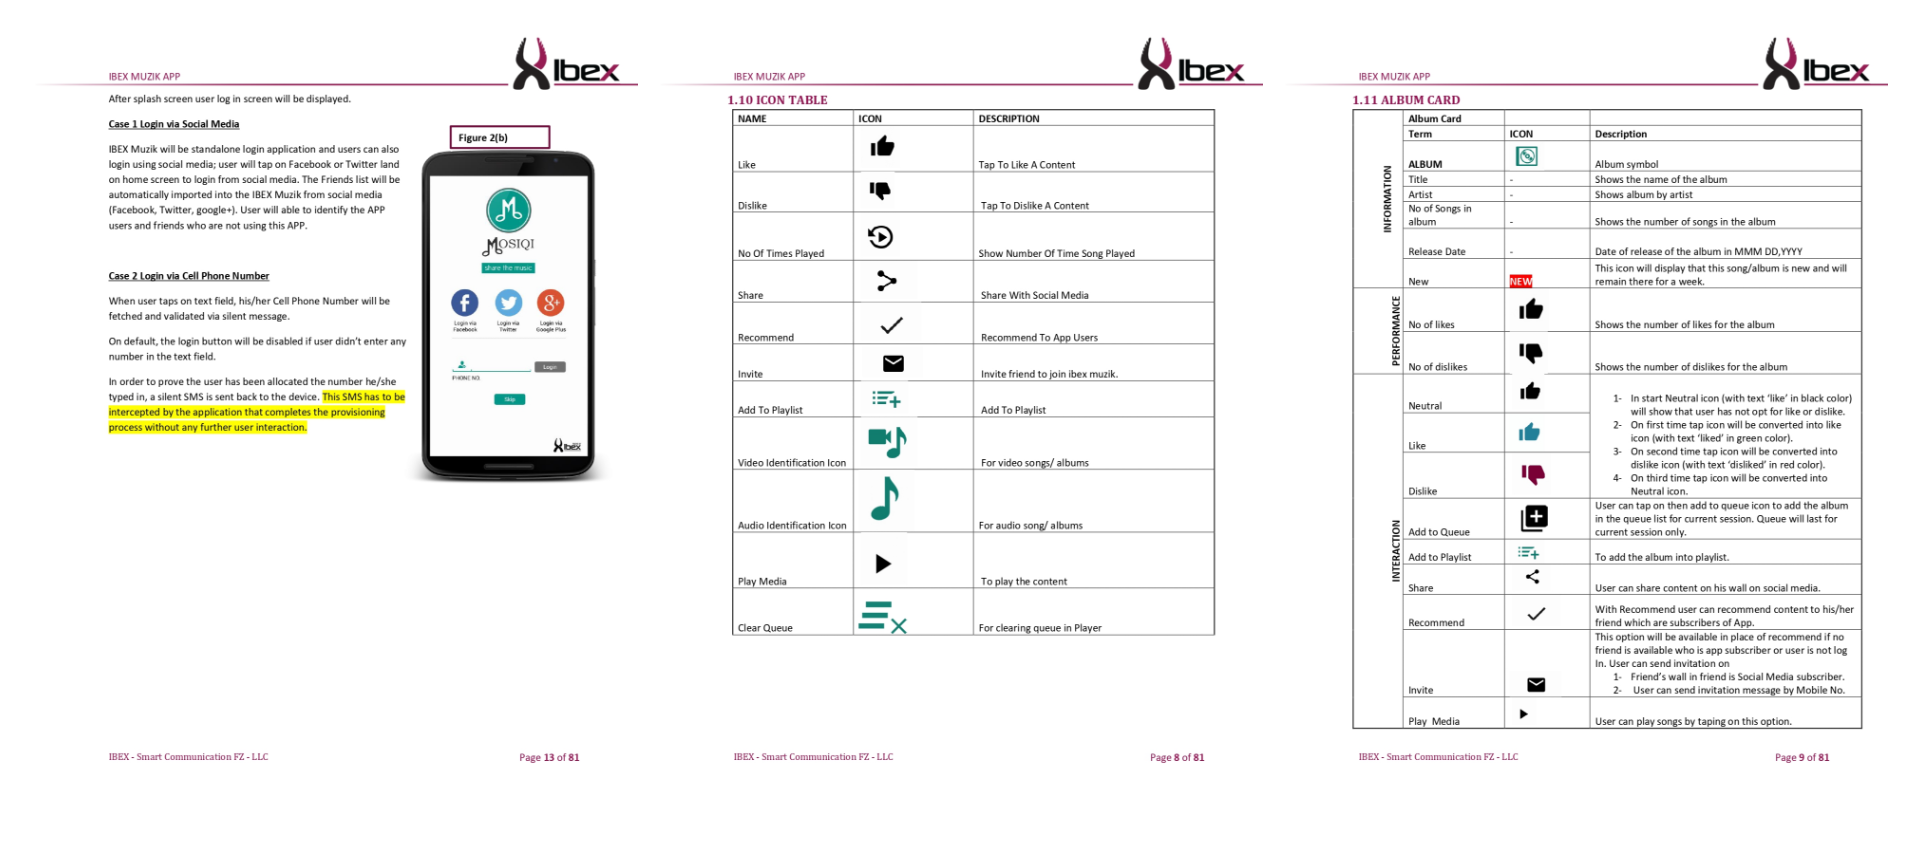 IBEX MUZIK APP
Ibex
After splash screen user log in screen will be displayed.
Case 1 Login via Social Media
IBEX Muzik will be standalone login application and users can also
login using social media; user will tap on Facebook or Twitter land
on home screen to login from social media. The Friends list will be
automatically imported into the IBEX Muzik from social media
(Facebook, Twitter, google+). User will able to identify the APP
users and friends who are not using this APP.
Case 2 Login via Cell Phone Number
When user taps on text field, his/her Cell Phone Number will be
fetched and validated via silent message.
On default, the login button will be disabled if user didn't enter any
number in the text field.
In order to prove the user has been allocated the number he/she
typed in, a silent SMS is sent back to the device. This SMS has to be
intercepted by the application that completes the provisioning
process without any further user interaction.
Figure 2(b)
MOSIQI
share the music
Login via Facebook
Login via Twitter
Login via Google Plus
PHONE NO.
Login
Skip
Ibex
IBEX - Smart Communication FZ - LLC
Page 13 of 81
IBEX MUZIK APP
Ibex
1.10 ICON TABLE
NAME ICON DESCRIPTION
Like Tap To Like A Content
Dislike Tap To Dislike A Content
No Of Times Played Show Number Of Time Song Played
Share Share With Social Media
Recommend Recommend To App Users
Invite Invite friend to join ibex muzik.
Add To Playlist Add To Playlist
Video Identification Icon For video songs/ albums
Audio Identification Icon For audio song/ albums
Play Media To play the content
Clear Queue For clearing queue in Player
IBEX - Smart Communication FZ - LLC
Page 8 of 81
IBEX MUZIK APP
Ibex
1.11 ALBUM CARD
Album Card
Term ICON Description
INFORMATION
ALBUM Album symbol
Title - Shows the name of the album
Artist - Shows album by artist
No of Songs in
album - Shows the number of songs in the album
Release Date - Date of release of the album in MMM DD,YYYY
This icon will display that this song/album is new and will
New NEW remain there for a week.
PERFORMANCE
No of likes Shows the number of likes for the album
No of dislikes Shows the number of dislikes for the album
INTERACTION
Neutral
Like
Dislike
1- In start Neutral icon (with text 'like' in black color)
will show that user has not opt for like or dislike.
2- On first time tap icon will be converted into like
icon (with text 'liked' in green color).
3- On second time tap icon will be converted into
dislike icon (with text 'disliked' in red color).
4- On third time tap icon will be converted into
Neutral icon.
User can tap on then add to queue icon to add the album
in the queue list for current session. Queue will last for
Add to Queue current session only.
Add to Playlist To add the album into playlist.
Share User can share content on his wall on social media.
With Recommend user can recommend content to his/her
Recommend friend which are subscribers of App.
This option will be available in place of recommend if no
friend is available who is app subscriber or user is not log
In. User can send invitation on
1- Friend's wall in friend is Social Media subscriber.
Invite 2- User can send invitation message by Mobile No.
Play Media User can play songs by taping on this option.
IBEX - Smart Communication FZ - LLC
Page 9 of 81